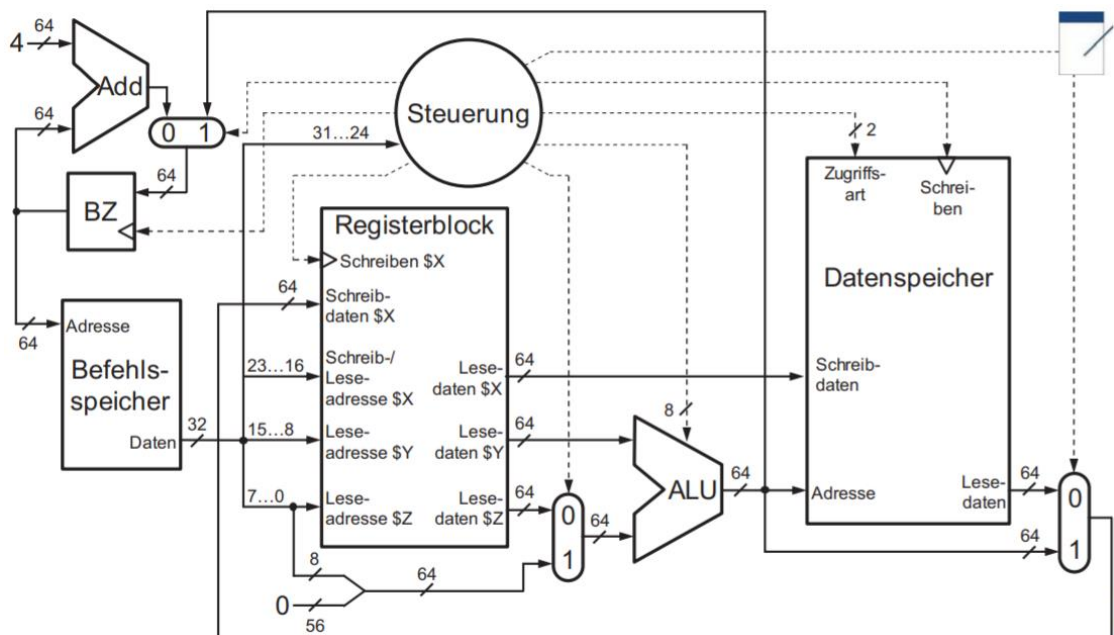 64
4
Add
64
0 1
64
BZ
64
Adresse
Befehls-
speicher
Daten
32
Steuerung
31...24
Registerblock
Schreiben $X
64
Schreib-
daten $X
23...16
Schreib-/
Lese-
adresse $X
Lese-
daten $X
64
15...8
Lese-
adresse $Y
Lese-
daten $Y
64
7...0
Lese-
adresse $Z
Lese-
daten $Z
64
8
0
56
64
0
1
64
8
ALU
64
2
Zugriffs-
art
Schrei-
ben
Datenspeicher
Schreib-
daten
Adresse
Lese-
daten
64
64
0
1